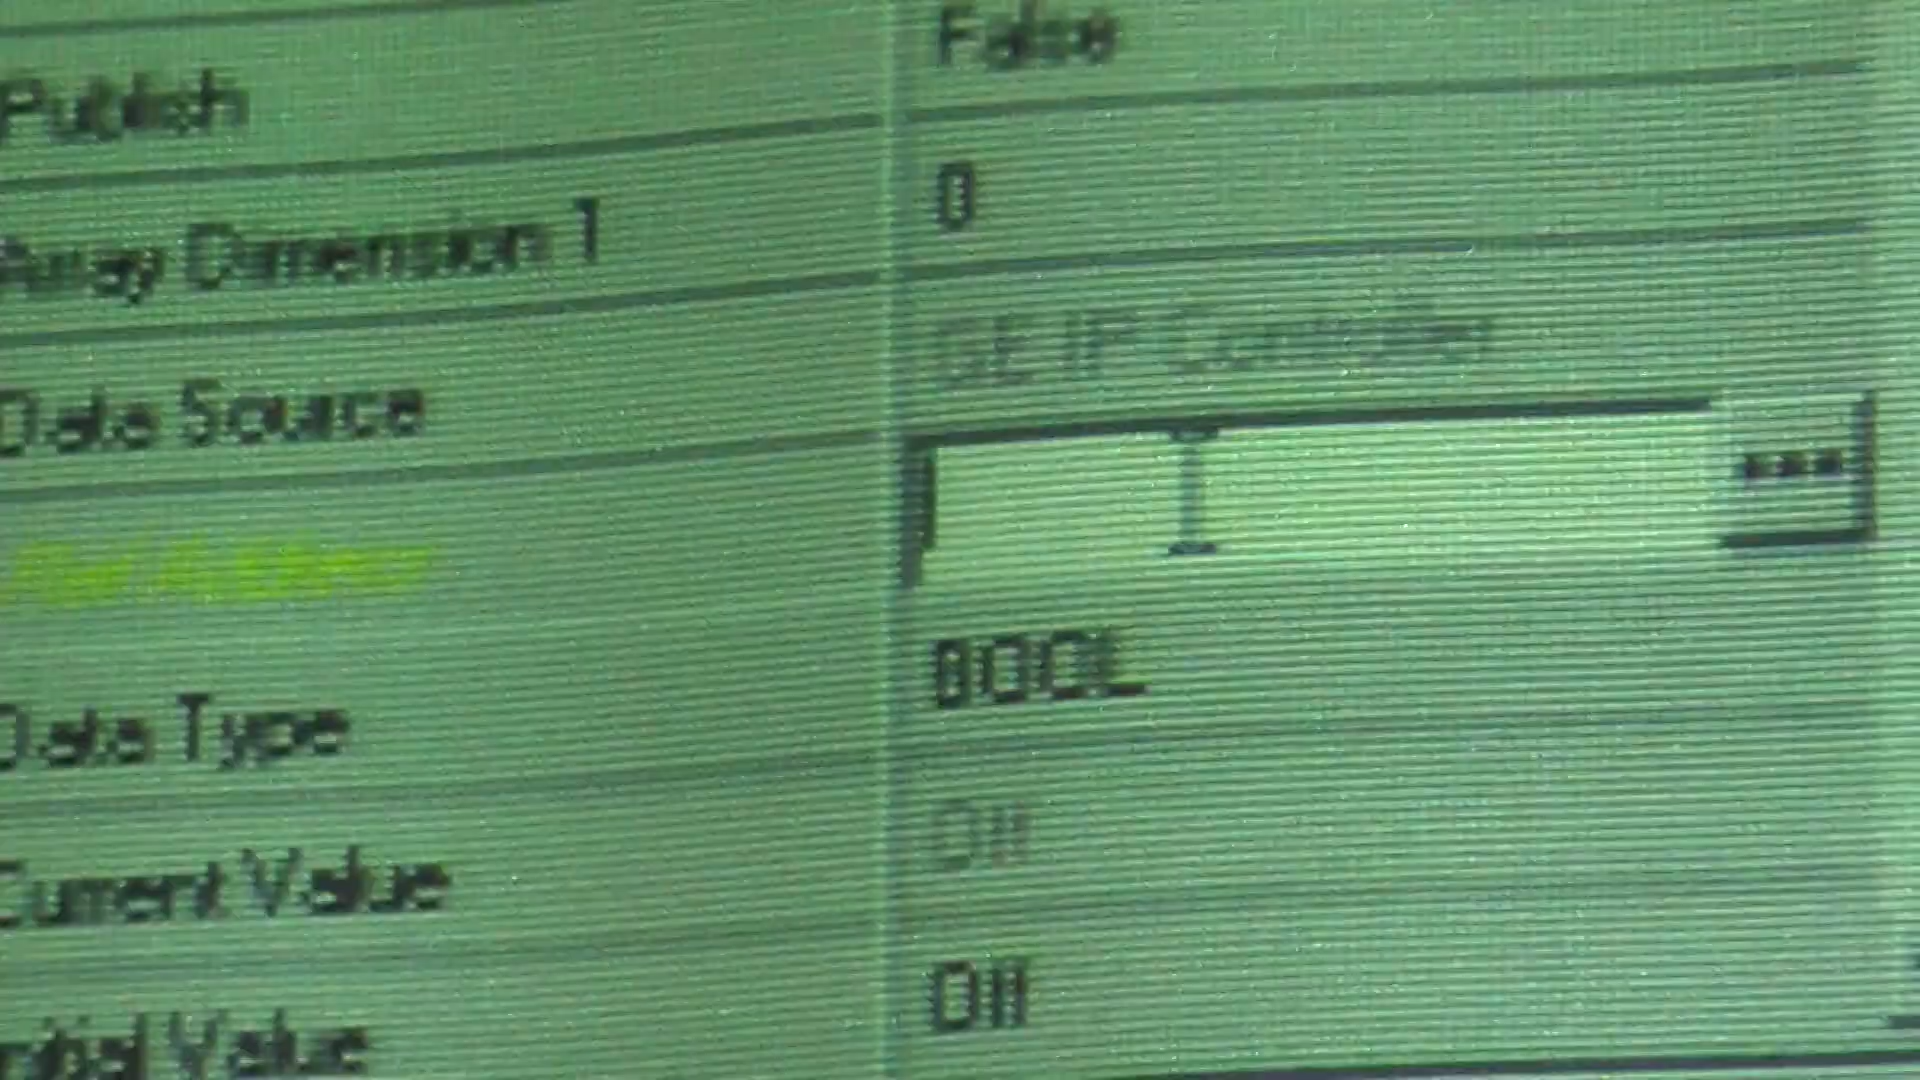 Publish False
Array Dimension 1 0
Data Source GE IP Controller
Data Type BOOL
Current Value Off
Initial Value Off